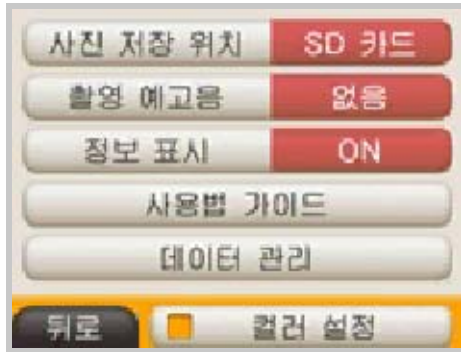 사진 저장 위치 SD 카드
촬영 예고음 없음
정보 표시 ON
사용법 가이드
데이터 관리
뒤로 컬러 설정